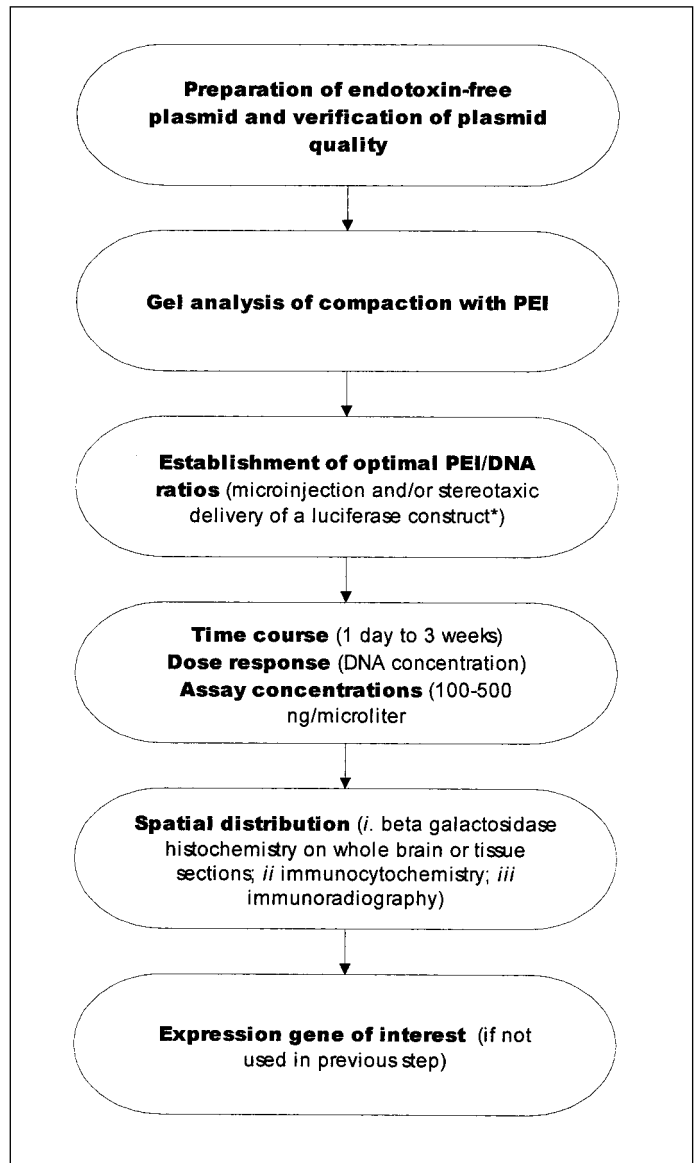 Preparation of endotoxin-free
plasmid and verification of plasmid
quality
Gel analysis of compaction with PEI
Establishment of optimal PEI/DNA
ratios (microinjection and/or stereotaxic
delivery of a luciferase construct*)
Time course (1 day to 3 weeks)
Dose response (DNA concentration)
Assay concentrations (100-500
ng/microliter
Spatial distribution (i. beta galactosidase
histochemistry on whole brain or tissue
sections; ii immunocytochemistry; iii
immunoradiography)
Expression gene of interest (if not
used in previous step)